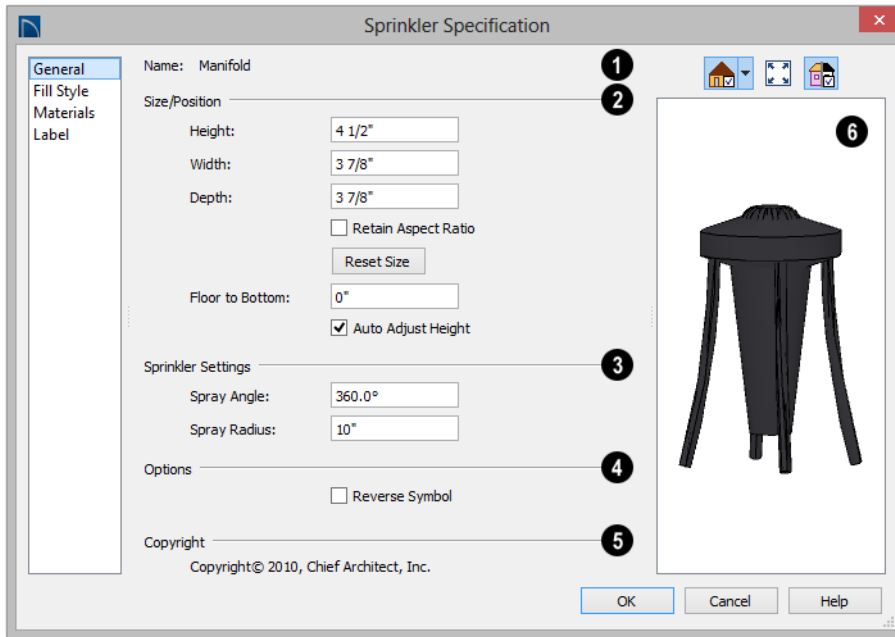 Sprinkler Specification
General
Fill Style
Materials
Label
Name: Manifold 1
Size/Position 2
Height: 4 1/2"
Width: 3 7/8"
Depth: 3 7/8"
Retain Aspect Ratio
Reset Size
Floor to Bottom: 0"
Auto Adjust Height
Sprinkler Settings 3
Spray Angle: 360.0°
Spray Radius: 10"
Options 4
Reverse Symbol
Copyright 5
Copyright© 2010, Chief Architect, Inc.
6
OK Cancel Help